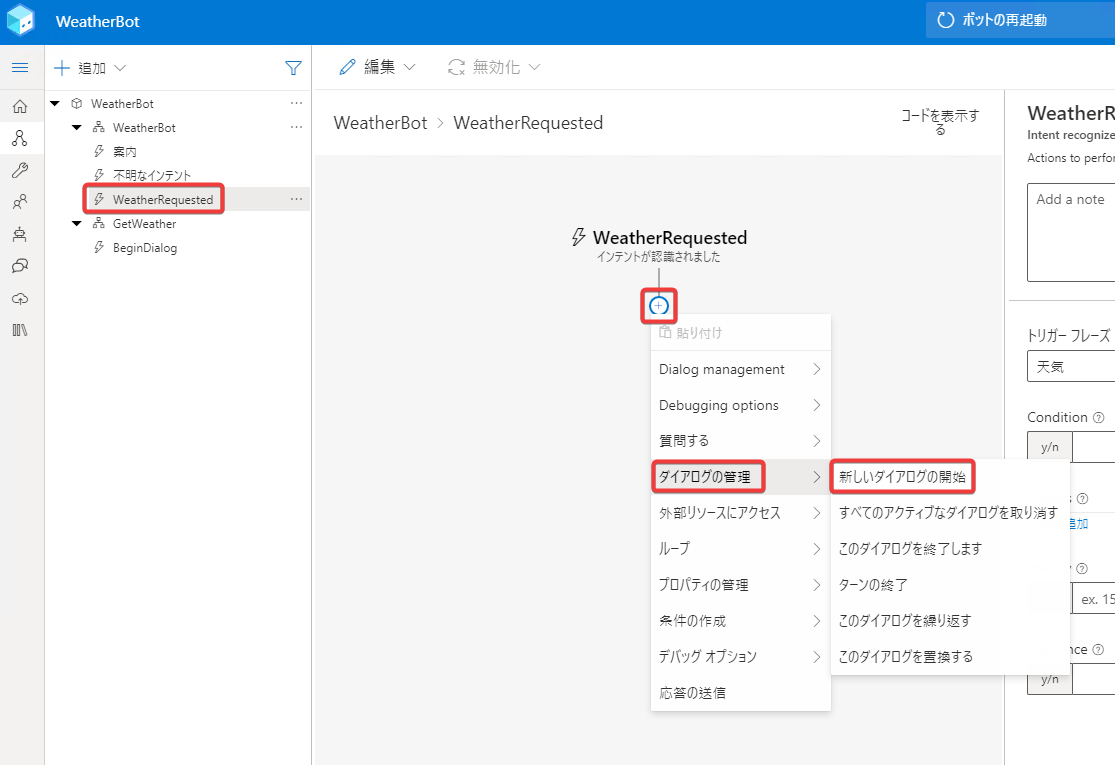 WeatherBot
ボットの再起動
追加
編集
無効化
WeatherBot
WeatherBot
案内
不明なインテント
WeatherRequested
GetWeather
BeginDialog
WeatherBot > WeatherRequested
コードを表示す
る
WeatherRequested
インテントが認識されました
貼り付け
Dialog management
Debugging options
質問する
ダイアログの管理
外部リソースにアクセス
ループ
プロパティの管理
条件の作成
デバッグ オプション
応答の送信
新しいダイアログの開始
すべてのアクティブなダイアログを取り消す
このダイアログを終了します
ターンの終了
このダイアログを繰り返す
このダイアログを置換する
WeatherR
Intent recognize
Actions to perfor
Add a note
トリガー フレーズ
天気
Condition
y/n
追加
ex. 15
nce
y/n